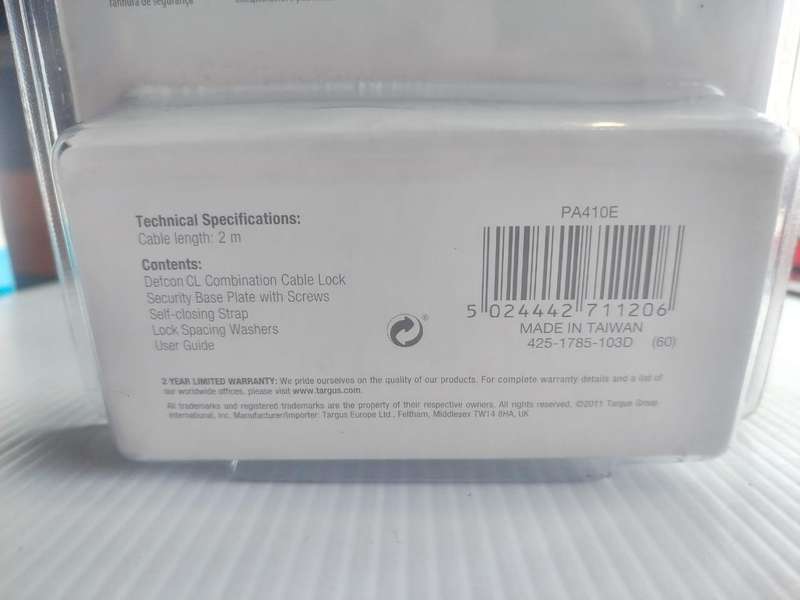 ranhura de segurança
Technical Specifications:
Cable length: 2 m
Contents:
Defcon CL Combination Cable Lock
Security Base Plate with Screws
Self-closing Strap
Lock Spacing Washers
User Guide
®
PA410E
5 024442 711206
MADE IN TAIWAN
425-1785-103D (60)
2 YEAR LIMITED WARRANTY: We pride ourselves on the quality of our products. For complete warranty details and a list of
our worldwide offices, please visit www.targus.com.
All trademarks and registered trademarks are the property of their respective owners. All rights reserved. ©2011 Targus Group
International, Inc. Manufacturer/Importer: Targus Europe Ltd., Feltham, Middlesex TW14 8HA, UK